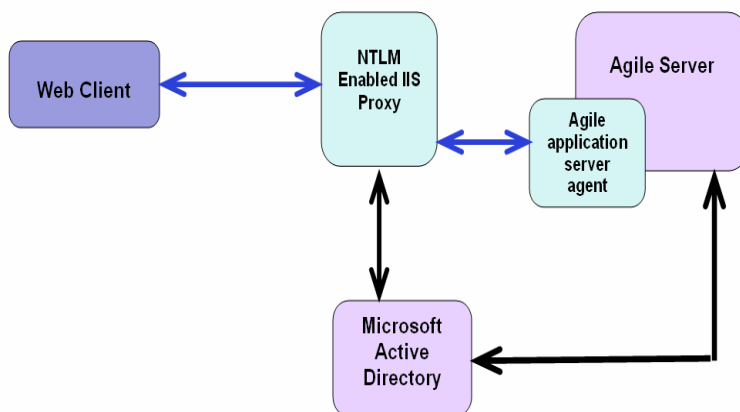 Web Client
NTLM
Enabled IIS
Proxy
Agile Server
Agile
application
server
agent
Microsoft
Active
Directory